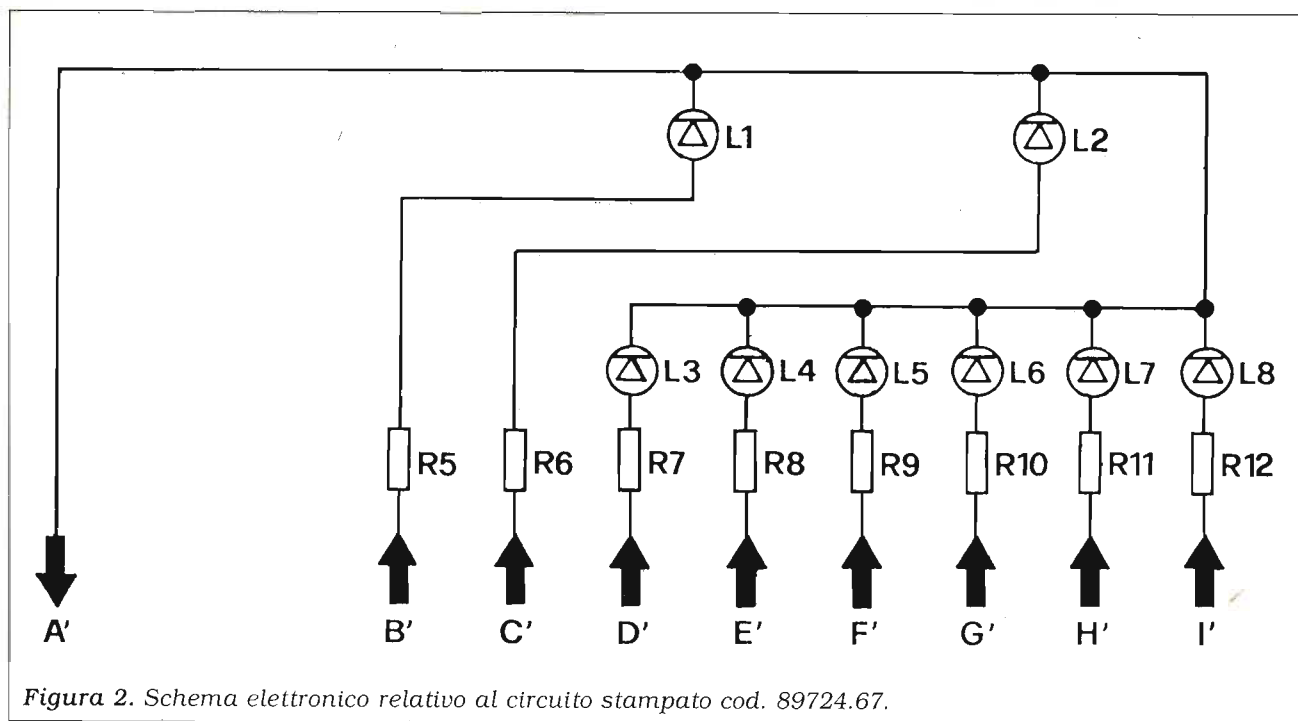 L1
L2
L3 L4 L5 L6 L7 L8
R5 R6 R7 R8 R9 R10 R11 R12
A' B' C' D' E' F' G' H' I'
Figura 2. Schema elettronico relativo al circuito stampato cod. 89724.67.